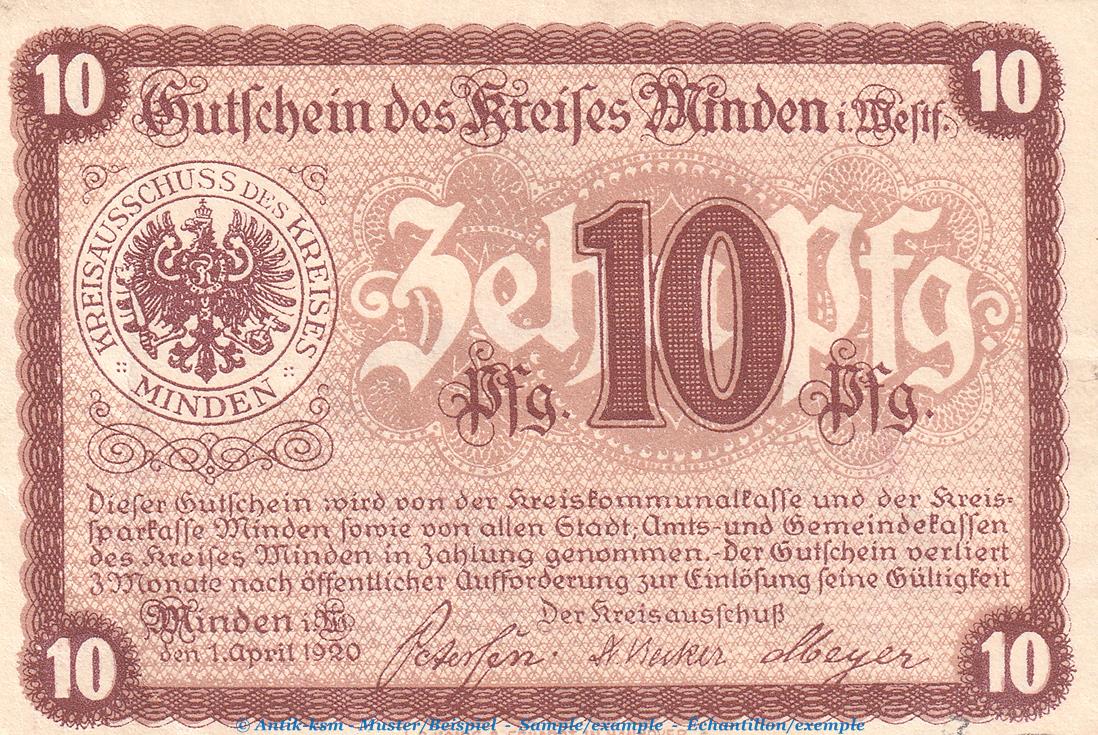 10 10
Gutschein des Kreises Minden i. Westf.
KREISAUSSCHUSS DES KREISES
MINDEN
Zehn Pfg.
10
Pfg. Pfg.
Dieser Gutschein wird von der Kreiskommunalkasse und der Kreis-
sparkasse Minden sowie von allen Stadt-, Amts- und Gemeindekassen
des Kreises Minden in Zahlung genommen.-Der Gutschein verliert
3 Monate nach öffentlicher Aufforderung zur Einlösung seine Gültigkeit
Minden i.W. Der Kreisausschuß
den 1. April 1920 Petersen. Becker Meyer
10 10
© Antik-ksm - Muster/Beispiel - Sample/example - Échantillon/exemple